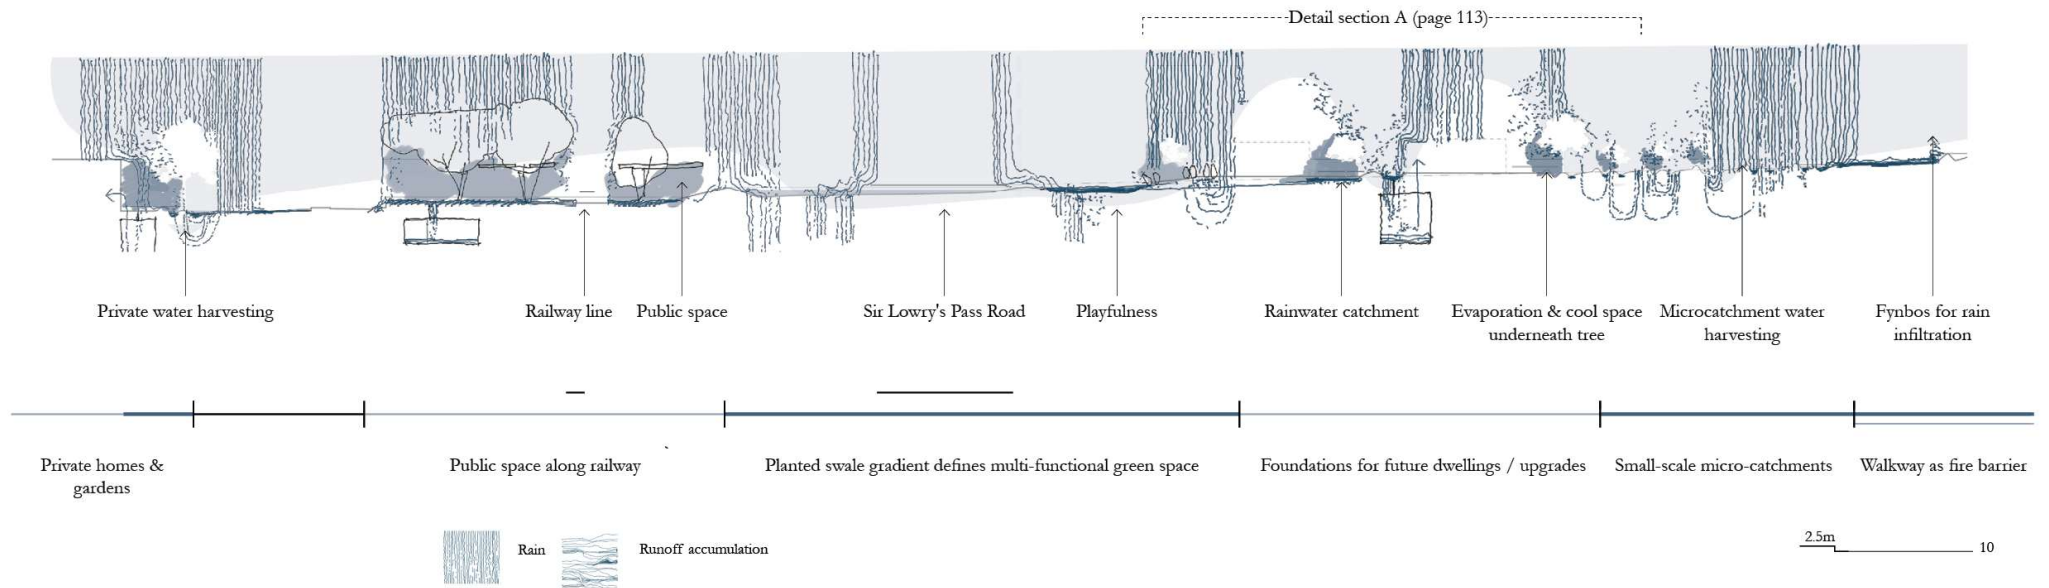 Detail section A (page 113)
Private water harvesting
Railway line
Public space
Sir Lowry's Pass Road
Playfulness
Rainwater catchment
Evaporation & cool space
underneath tree
Microcatchment water
harvesting
Fynbos for rain
infiltration
Private homes &
gardens
Public space along railway
Planted swale gradient defines multi-functional green space
Foundations for future dwellings / upgrades
Small-scale micro-catchments
Walkway as fire barrier
Rain
Runoff accumulation
2.5m
10